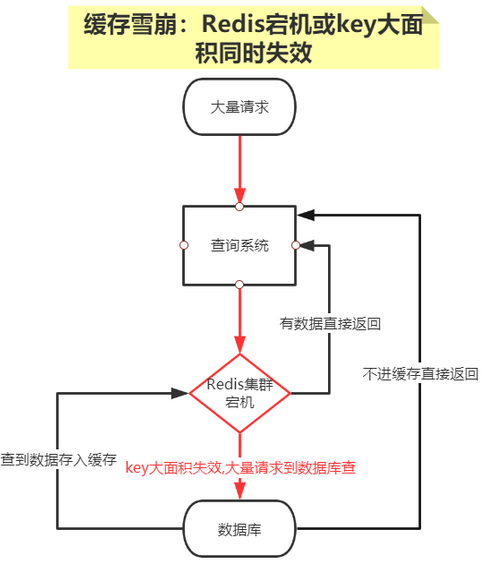 缓存雪崩：Redis宕机或key大面
积同时失效
大量请求
查询系统
有数据直接返回
不进缓存直接返回
Redis集群
宕机
查到数据存入缓存
key大面积失效,大量请求到数据库查
数据库